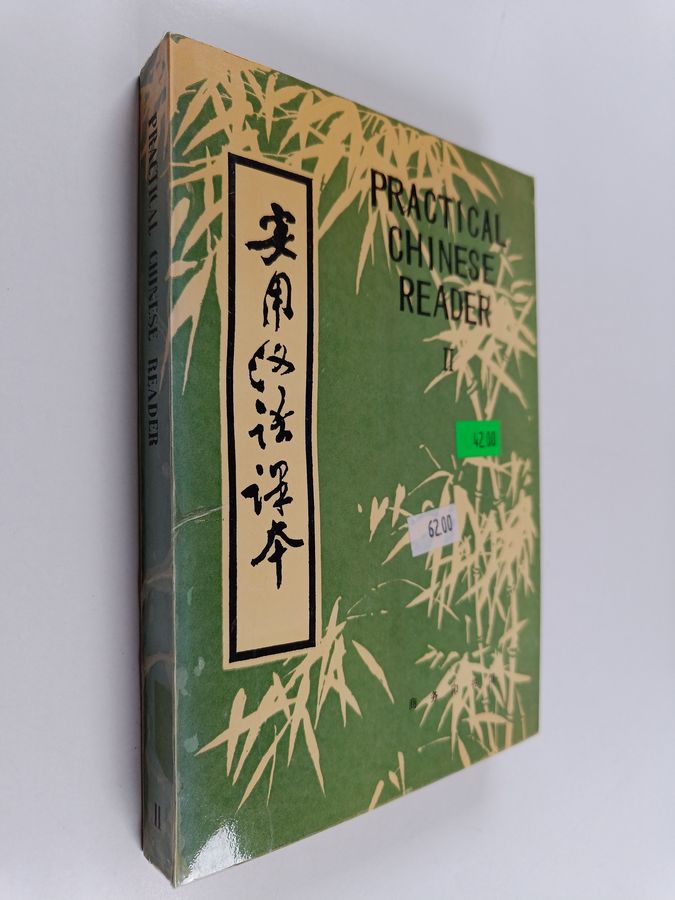 实用汉语课本
PRACTICAL
CHINESE
READER
II
42.00
62.00
PRACTICAL CHINESE READER
II